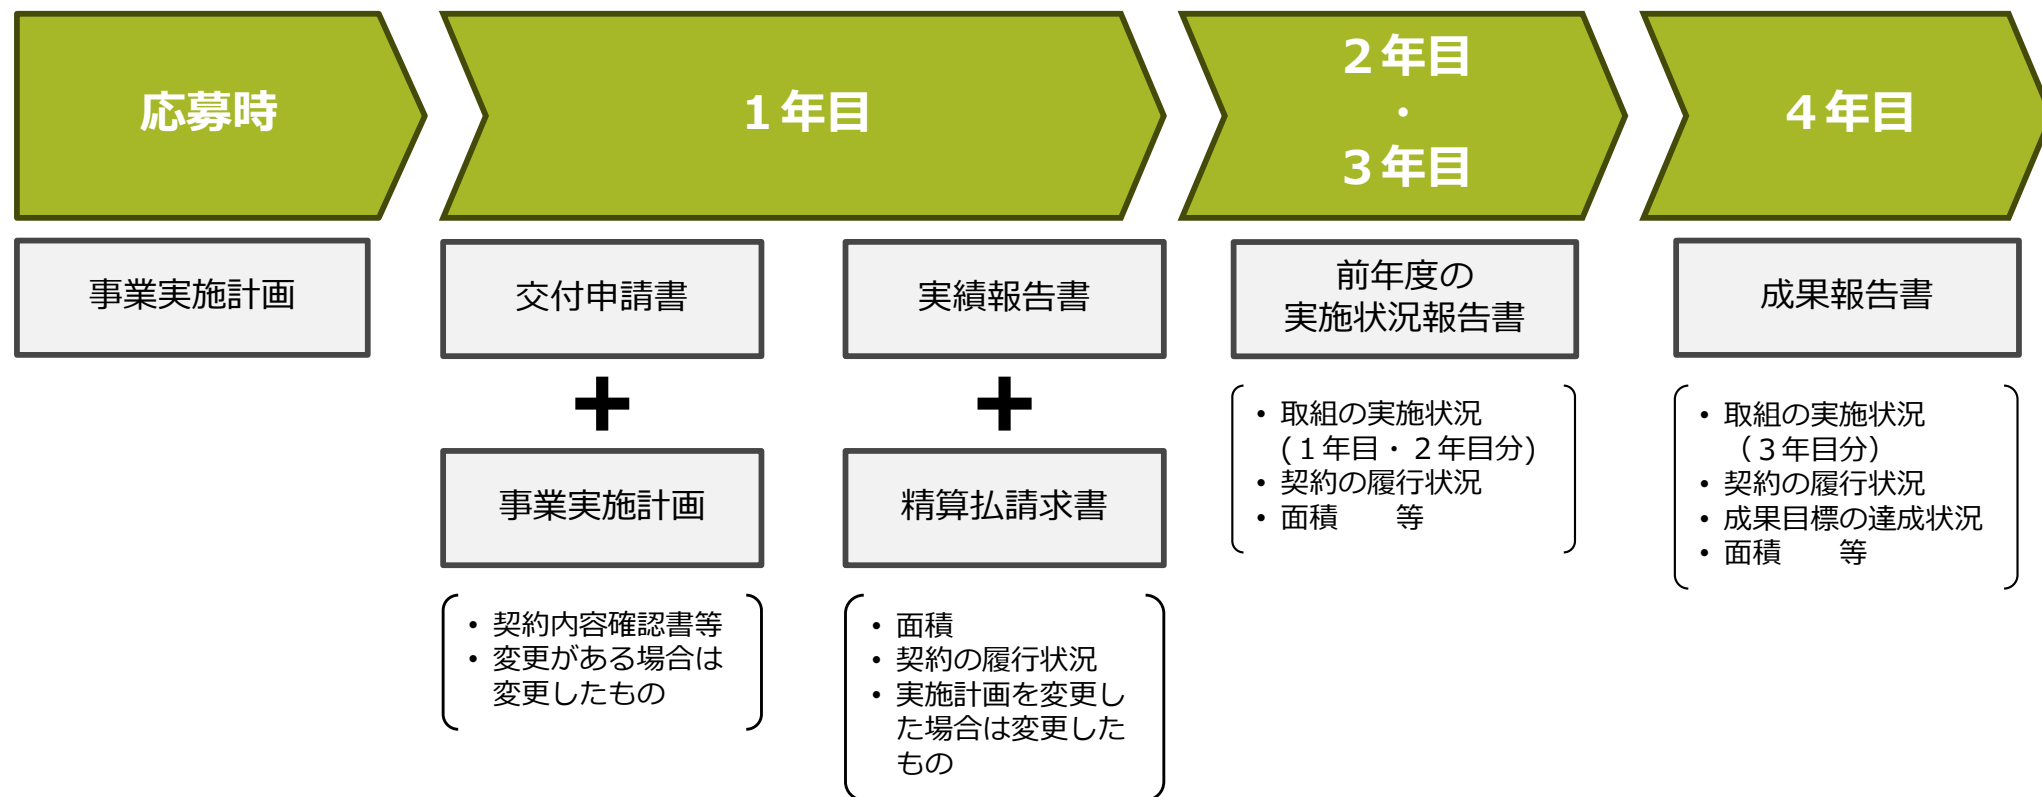 応募時
１年目
２年目
・
３年目
４年目
事業実施計画
交付申請書
＋
事業実施計画
• 契約内容確認書等
• 変更がある場合は
変更したもの
実績報告書
＋
精算払請求書
• 面積
• 契約の履行状況
• 実施計画を変更し
た場合は変更した
もの
前年度の
実施状況報告書
• 取組の実施状況
(１年目・２年目分)
• 契約の履行状況
• 面積　　等
成果報告書
• 取組の実施状況
（３年目分）
• 契約の履行状況
• 成果目標の達成状況
• 面積　　等